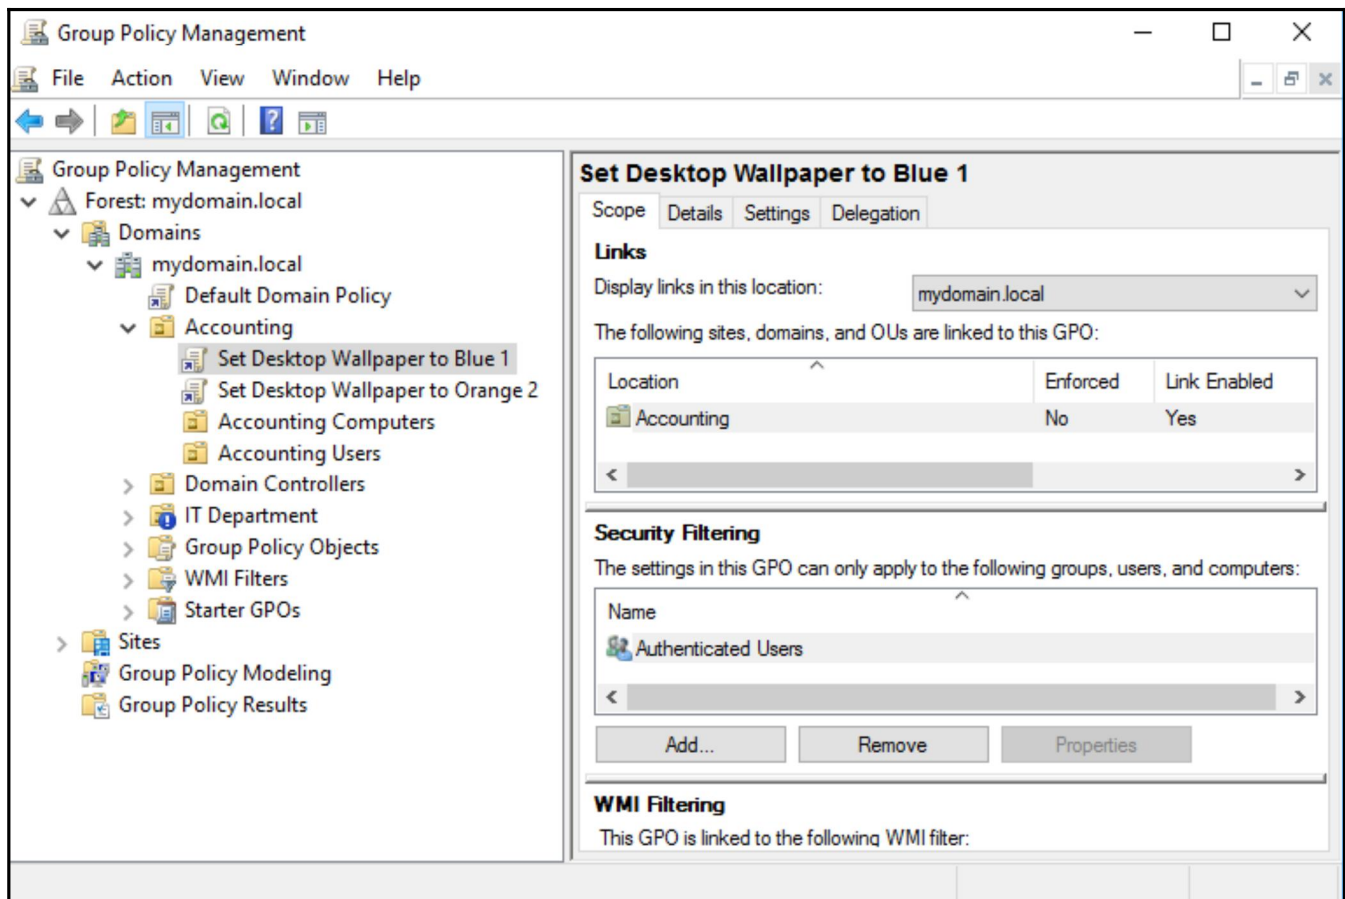 Group Policy Management
File Action View Window Help
Group Policy Management
Forest: mydomain.local
Domains
mydomain.local
Default Domain Policy
Accounting
Set Desktop Wallpaper to Blue 1
Set Desktop Wallpaper to Orange 2
Accounting Computers
Accounting Users
Domain Controllers
IT Department
Group Policy Objects
WMI Filters
Starter GPOs
Sites
Group Policy Modeling
Group Policy Results
Set Desktop Wallpaper to Blue 1
Scope Details Settings Delegation
Links
Display links in this location: mydomain.local
The following sites, domains, and OUs are linked to this GPO:
Location Enforced Link Enabled
Accounting No Yes
Security Filtering
The settings in this GPO can only apply to the following groups, users, and computers:
Name
Authenticated Users
Add... Remove Properties
WMI Filtering
This GPO is linked to the following WMI filter: